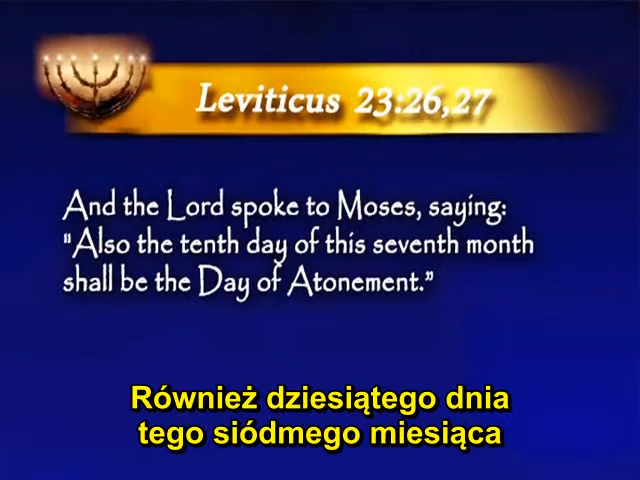 Leviticus 23:26,27
And the Lord spoke to Moses, saying:
"Also the tenth day of this seventh month
shall be the Day of Atonement.”
Również dziesiątego dnia
tego siódmego miesiąca